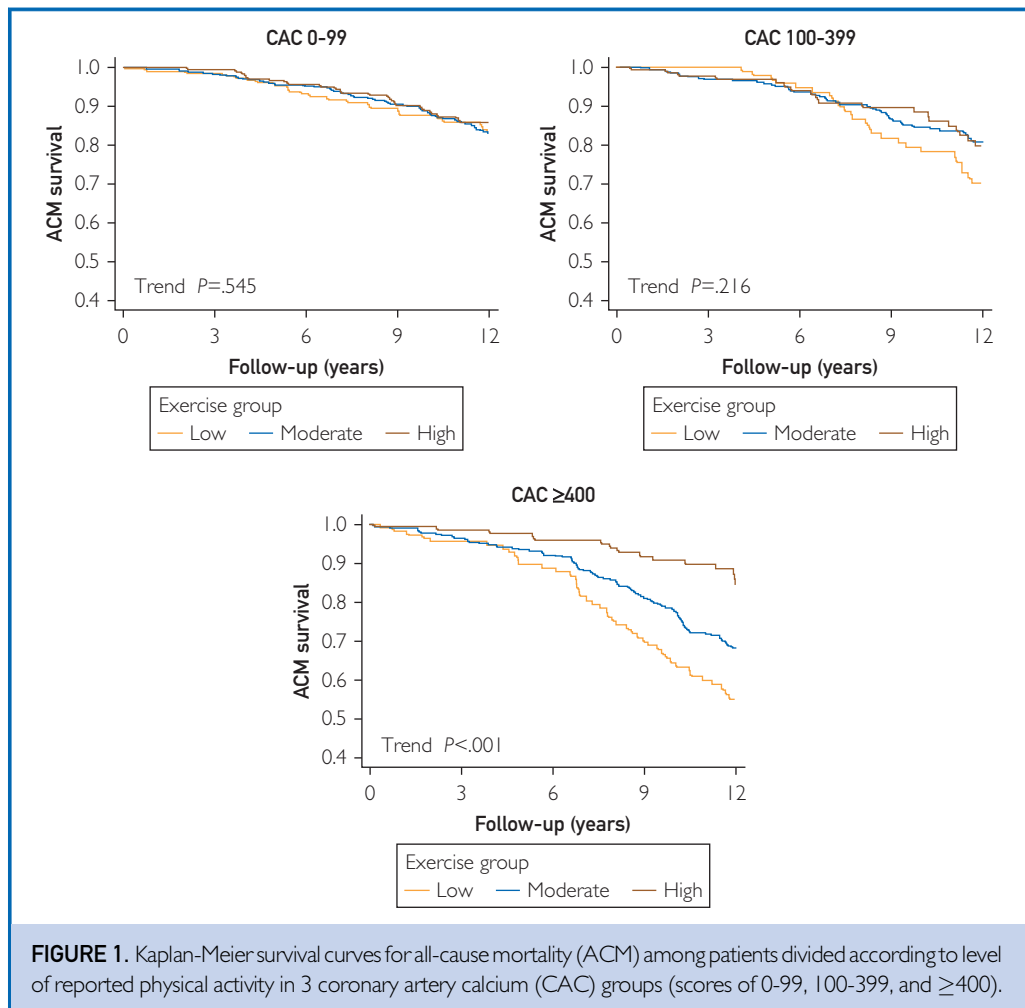 CAC 0-99
1.0
0.9
0.8
0.7
0.6
0.5
0.4
ACM survival
Trend P=.545
0 3 6 9 12
Follow-up (years)
Exercise group
Low Moderate High
CAC 100-399
1.0
0.9
0.8
0.7
0.6
0.5
0.4
ACM survival
Trend P=.216
0 3 6 9 12
Follow-up (years)
Exercise group
Low Moderate High
CAC ≥400
1.0
0.9
0.8
0.7
0.6
0.5
0.4
ACM survival
Trend P<.001
0 3 6 9 12
Follow-up (years)
Exercise group
Low Moderate High
FIGURE 1. Kaplan-Meier survival curves for all-cause mortality (ACM) among patients divided according to level
of reported physical activity in 3 coronary artery calcium (CAC) groups (scores of 0-99, 100-399, and ≥400).